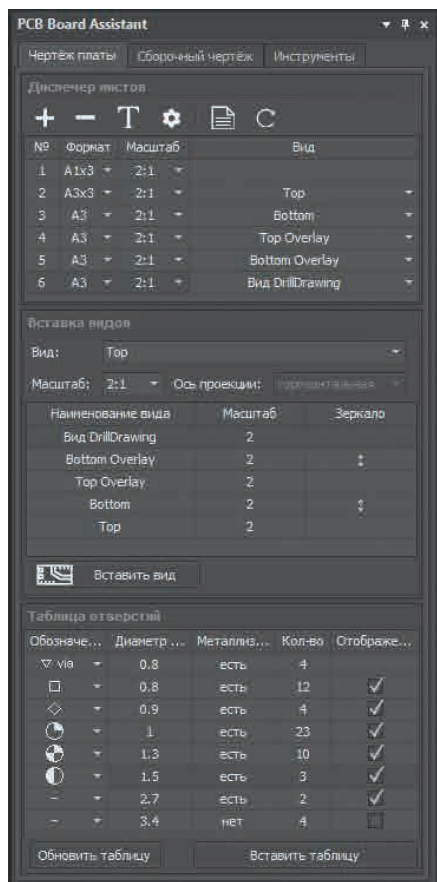 PCB Board Assistant
Чертёж платы Сборочный чертёж Инструменты
Диспечер листов
№ Формат Масштаб Вид
1 A1x3 2:1
2 A3x3 2:1 Top
3 A3 2:1 Bottom
4 A3 2:1 Top Overlay
5 A3 2:1 Bottom Overlay
6 A3 2:1 Вид DrillDrawing
Вставка видов
Вид: Top
Масштаб: 2:1 Ось проекции: горизонтальная
Наименование вида Масштаб Зеркало
Вид DrillDrawing 2
Bottom Overlay 2 ↕
Top Overlay 2
Bottom 2 ↕
Top 2
Вставить вид
Таблица отверстий
Обозначе... Диаметр ... Металлиз... Кол-во Отображе...
▽ via 0.8 есть 4
0.8 есть 12
0.9 есть 4
1 есть 23
1.3 есть 10
1.5 есть 3
- 2.7 есть 2
- 3.4 нет 4
Обновить таблицу Вставить таблицу